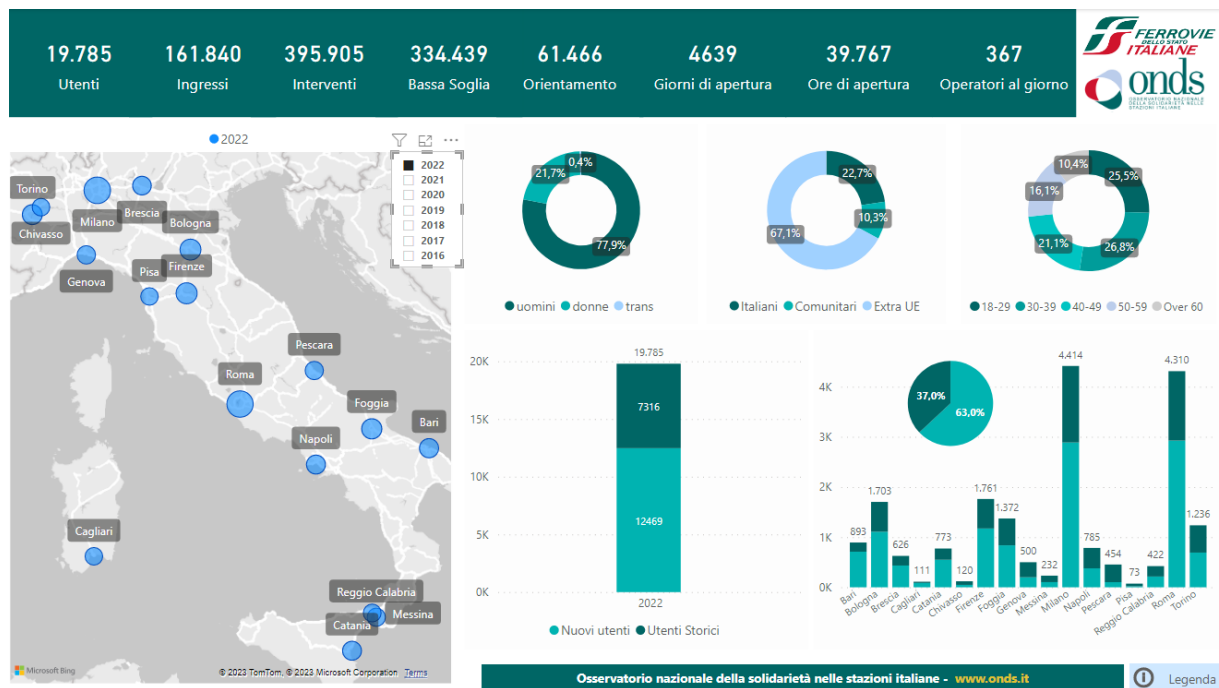 19.785
Utenti
161.840
Ingressi
395.905
Interventi
334.439
Bassa Soglia
61.466
Orientamento
4639
Giorni di apertura
39.767
Ore di apertura
367
Operatori al giorno
FERROVIE
DELLO STATO
ITALIANE
onds
OSSERVATORIO NAZIONALE
DELLA SOLIDARIETÀ NELLE
STAZIONI ITALIANE
2022
2022
2021
2020
2019
2018
2017
2016
Torino
Chivasso
Milano
Brescia
Bologna
Genova
Pisa
Firenze
Pescara
Roma
Foggia
Bari
Napoli
Cagliari
Reggio Calabria
Messina
Catania
Microsoft Bing
© 2023 TomTom, © 2023 Microsoft Corporation Terms
0,4%
21,7%
77,9%
uomini donne trans
22,7%
10,3%
67,1%
Italiani Comunitari Extra UE
10,4%
25,5%
16,1%
21,1%
26,8%
18-29 30-39 40-49 50-59 Over 60
19.785
20K
15K
10K
5K
0K
7316
12469
2022
Nuovi utenti Utenti Storici
37,0%
63,0%
4K
3K
2K
1K
0K
893
1.703
626
111
773
120
1.761
1.372
500
232
4.414
785
454
73
422
4.310
1.236
Bari
Bologna
Brescia
Cagliari
Catania
Chivasso
Firenze
Foggia
Genova
Messina
Milano
Napoli
Pescara
Pisa
Reggio Calabria
Roma
Torino
Osservatorio nazionale della solidarietà nelle stazioni italiane - www.onds.it
Legenda